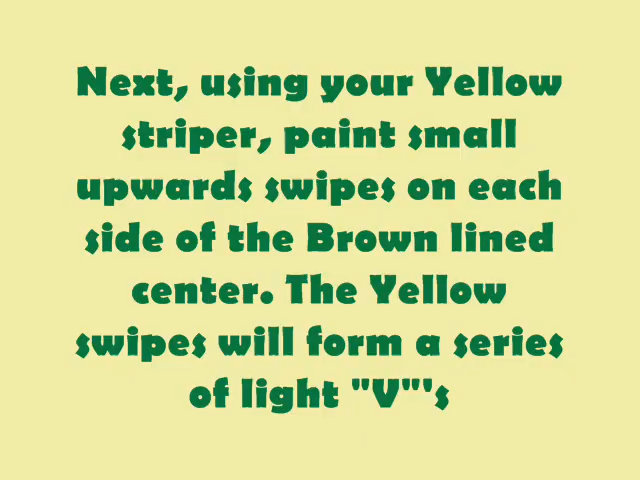 Next, using your Yellow
striper, paint small
upwards swipes on each
side of the Brown lined
center. The Yellow
swipes will form a series
of light "V"'s